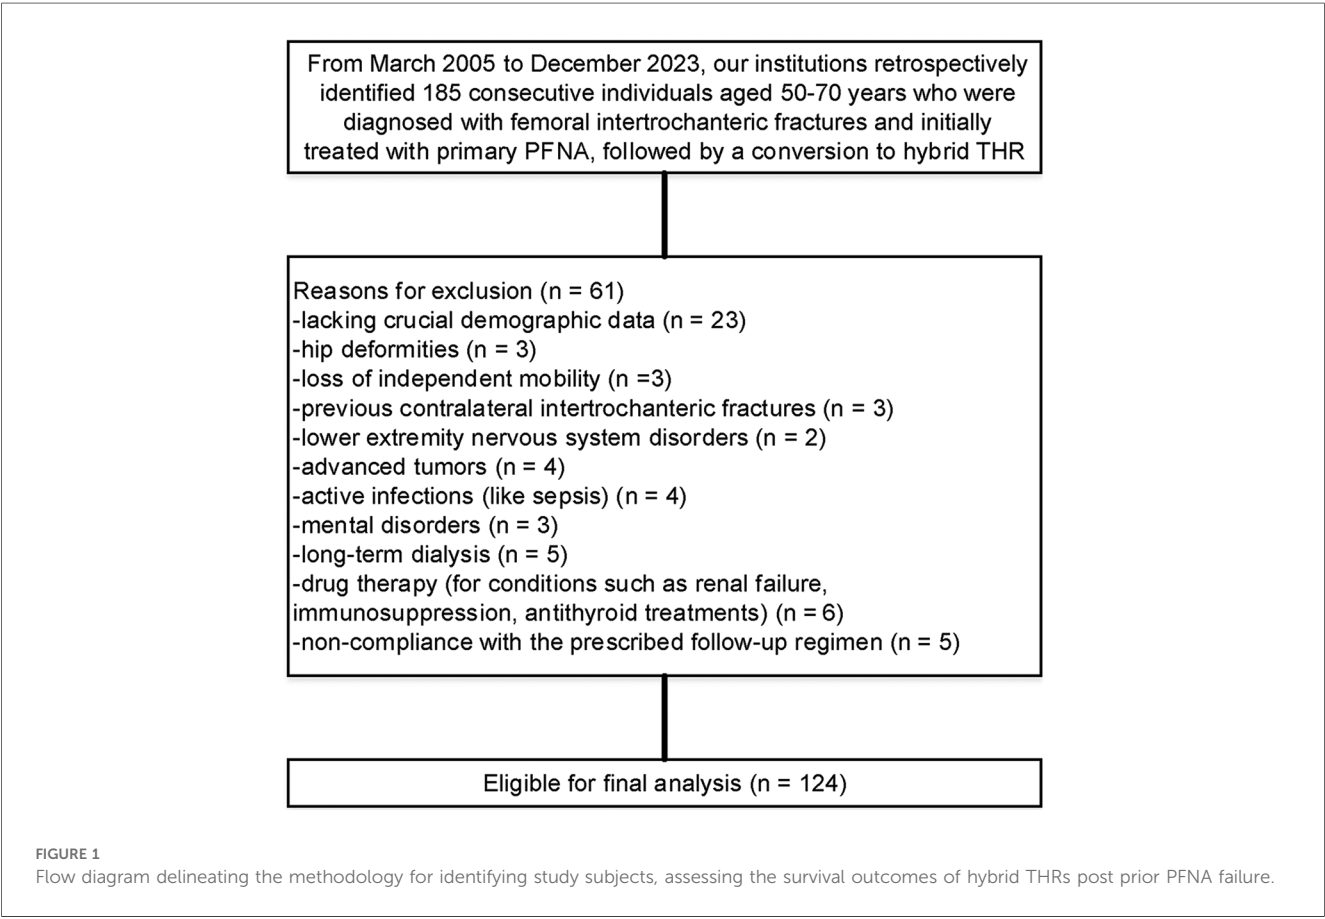 From March 2005 to December 2023, our institutions retrospectively
identified 185 consecutive individuals aged 50-70 years who were
diagnosed with femoral intertrochanteric fractures and initially
treated with primary PFNA, followed by a conversion to hybrid THR
Reasons for exclusion (n = 61)
-lacking crucial demographic data (n = 23)
-hip deformities (n = 3)
-loss of independent mobility (n =3)
-previous contralateral intertrochanteric fractures (n = 3)
-lower extremity nervous system disorders (n = 2)
-advanced tumors (n = 4)
-active infections (like sepsis) (n = 4)
-mental disorders (n = 3)
-long-term dialysis (n = 5)
-drug therapy (for conditions such as renal failure,
immunosuppression, antithyroid treatments) (n = 6)
-non-compliance with the prescribed follow-up regimen (n = 5)
Eligible for final analysis (n = 124)
FIGURE 1
Flow diagram delineating the methodology for identifying study subjects, assessing the survival outcomes of hybrid THRs post prior PFNA failure.